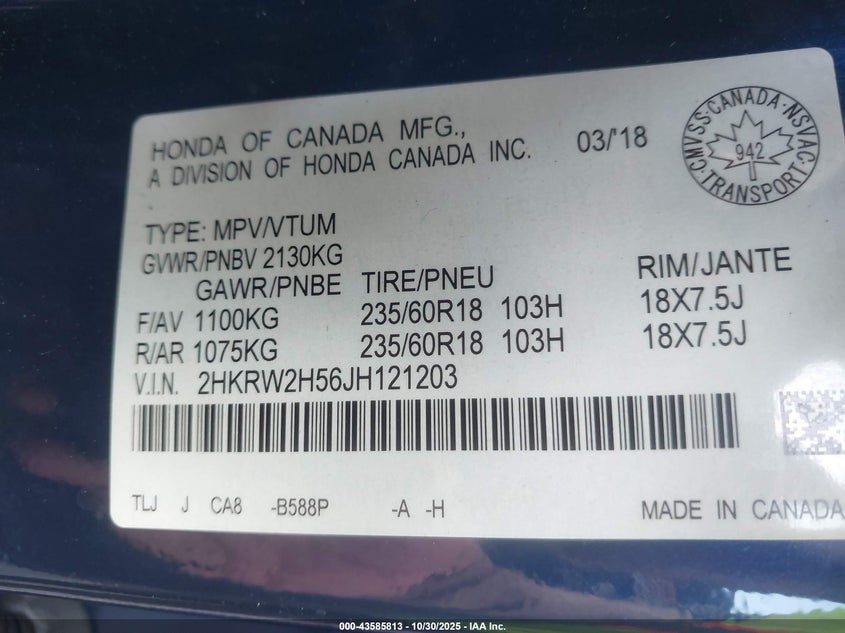 HONDA OF CANADA MFG.,
A DIVISION OF HONDA CANADA INC.
03/'18
CMVSS·CANADA·NSVAC·TRANSPORT·
942
TYPE: MPV/VTUM
GVWR/PNBV 2130KG
GAWR/PNBE TIRE/PNEU RIM/JANTE
F/AV 1100KG 235/60R18 103H 18X7.5J
R/AR 1075KG 235/60R18 103H 18X7.5J
V.I.N. 2HKRW2H56JH121203
TLJ J CA8 -B588P -A -H MADE IN CANADA
000-43585813 - 10/30/2025 - IAA Inc.